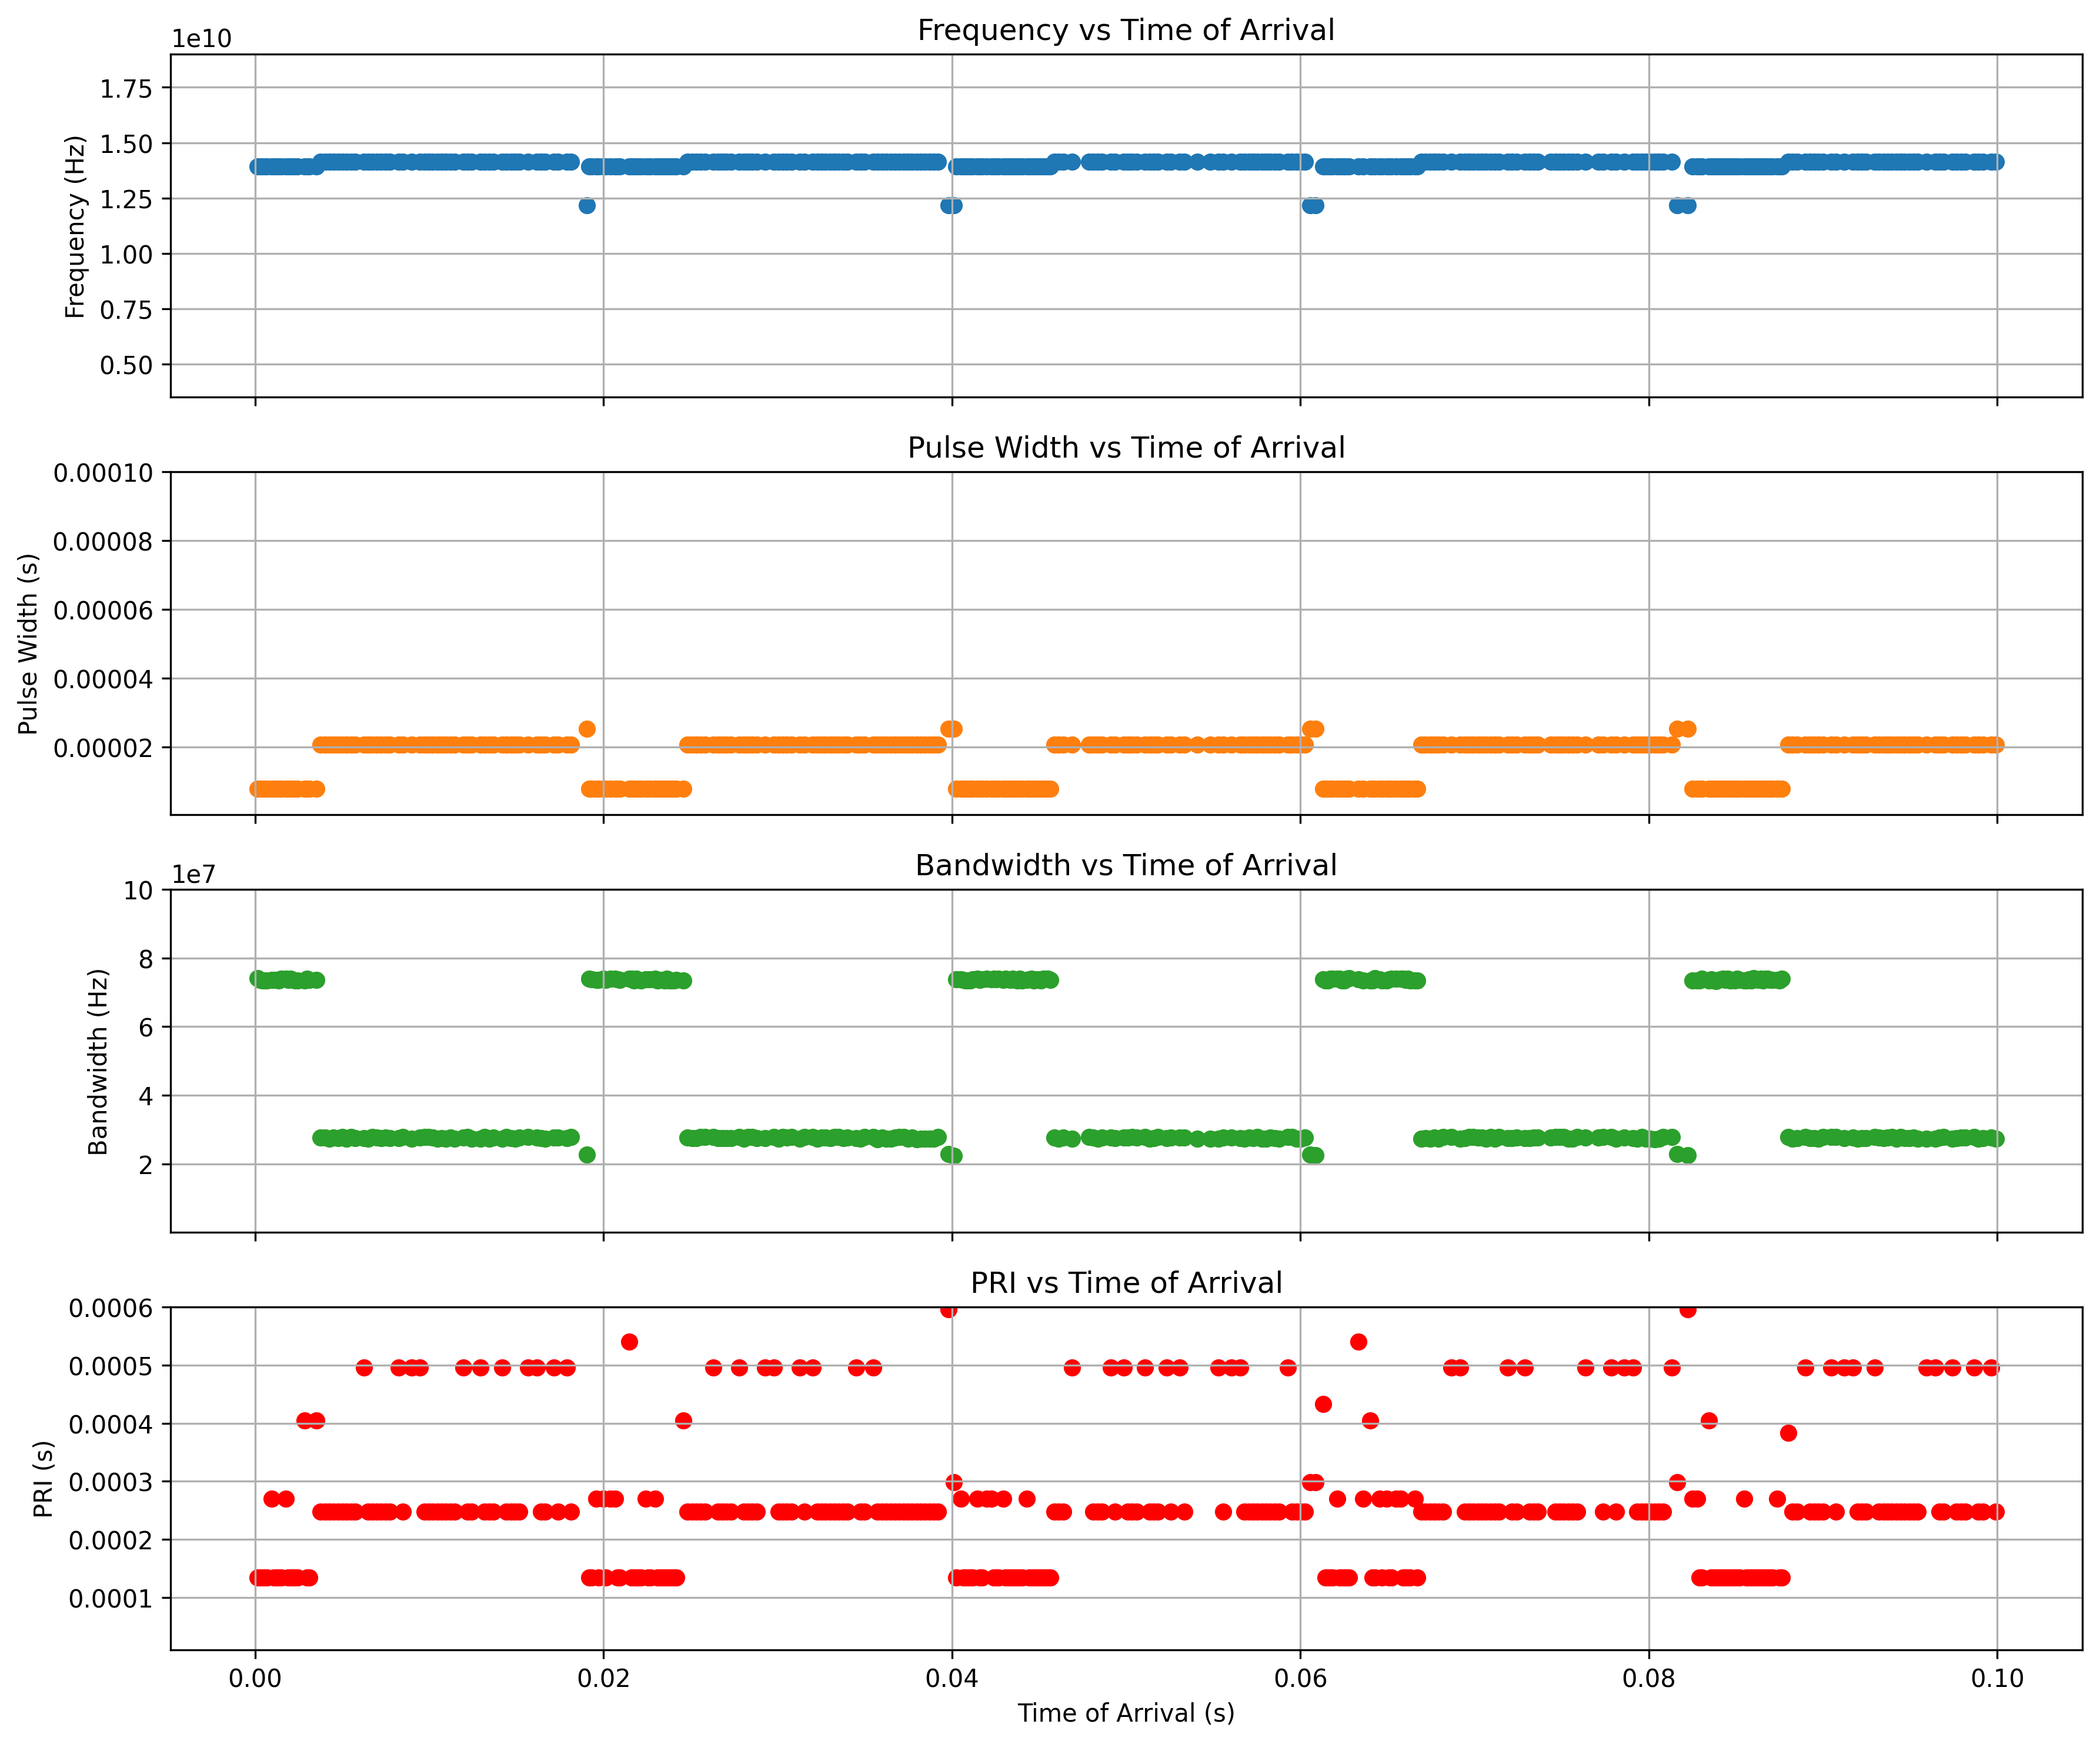 Frequency vs Time of Arrival
1e10
1.75
1.50
1.25
1.00
0.75
0.50
Frequency (Hz)
Pulse Width vs Time of Arrival
0.00010
0.00008
0.00006
0.00004
0.00002
Pulse Width (s)
Bandwidth vs Time of Arrival
1e7
10
8
6
4
2
Bandwidth (Hz)
PRI vs Time of Arrival
0.0006
0.0005
0.0004
0.0003
0.0002
0.0001
PRI (s)
0.00 0.02 0.04 0.06 0.08 0.10
Time of Arrival (s)